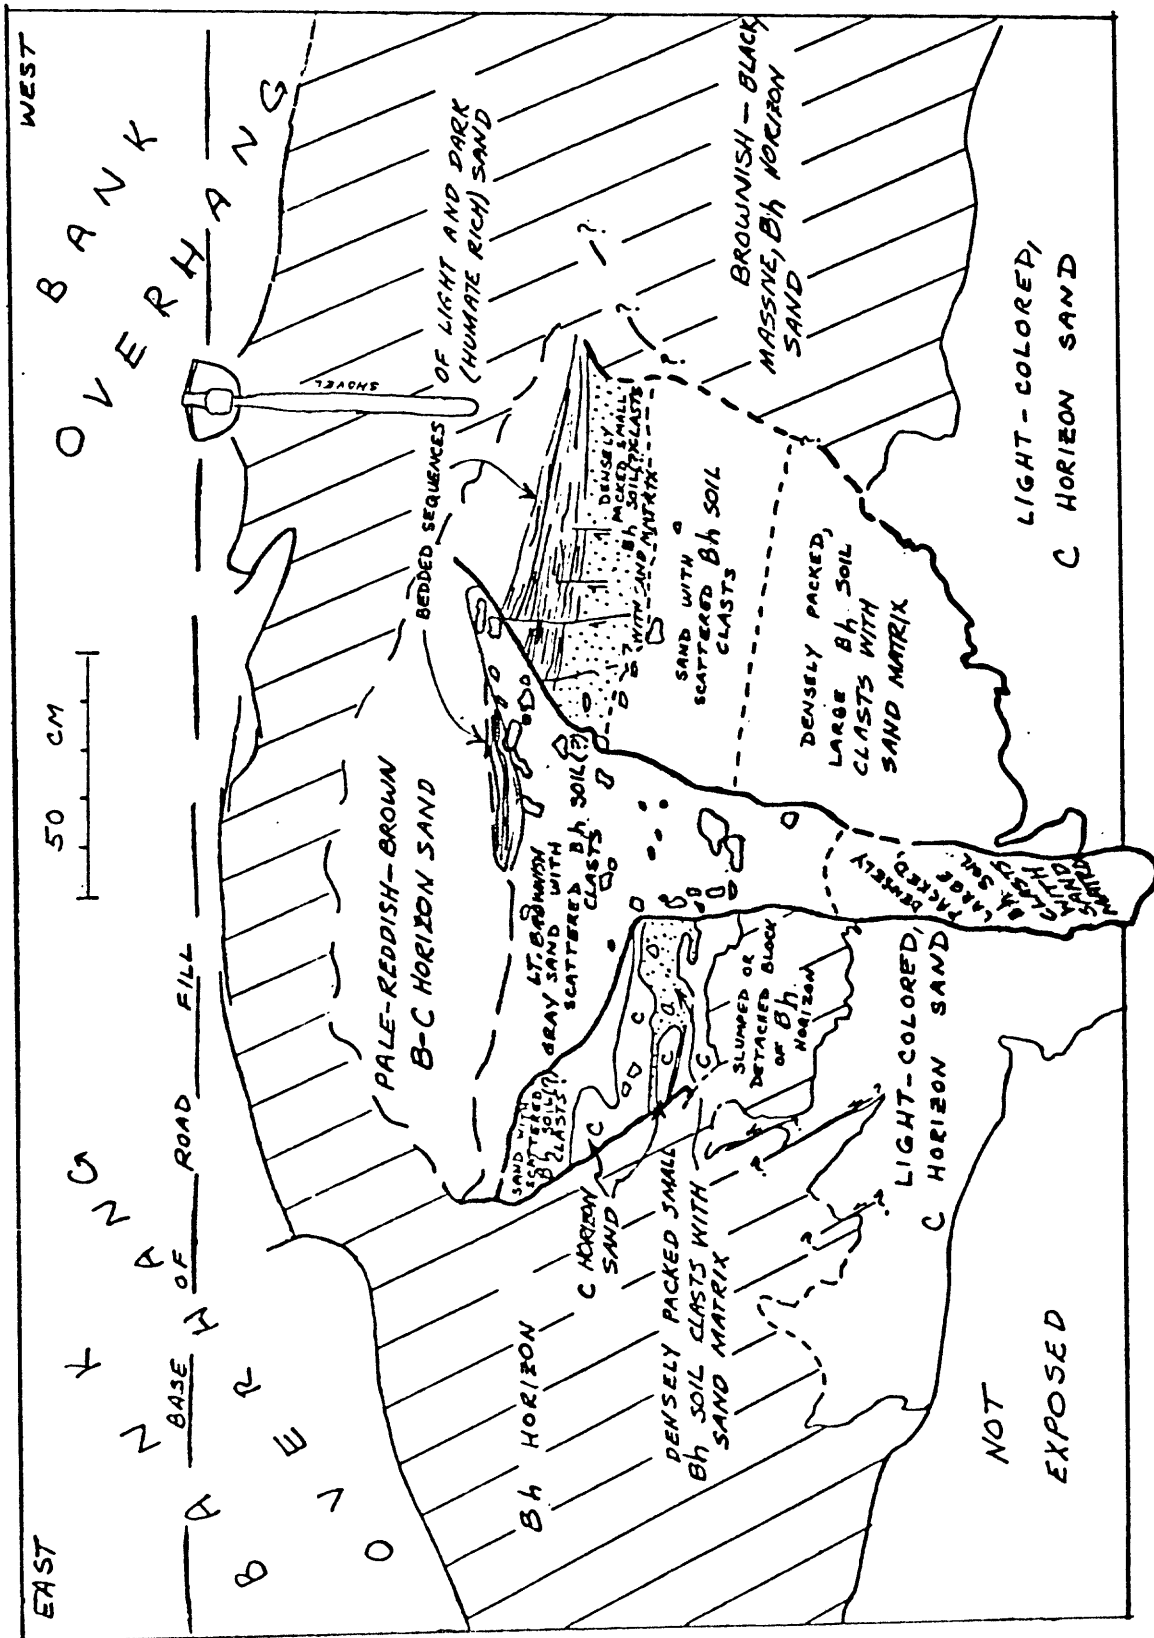 EAST
WEST
50 CM
BANK
OVERHANG
BANK
OVERHANG
BASE OF ROAD FILL
SHOVEL
PALE-REDDISH-BROWN
B-C HORIZON SAND
BEDDED SEQUENCES
OF LIGHT AND DARK
(HUMATE RICH) SAND
LT. BROWNISH
GRAY SAND WITH
SCATTERED Bh SOIL(?)
CLASTS
SAND WITH
SCATTERED
Bh SOIL(?)
CLASTS
DENSELY
PACKED SMALL
Bh SOIL(?) CLASTS
WITH SAND MATRIX
?
?
?
?
SAND WITH
SCATTERED Bh SOIL
CLASTS
DENSELY PACKED,
LARGE Bh SOIL
CLASTS WITH
SAND MATRIX
BROWNISH-BLACK,
MASSIVE, Bh HORIZON
SAND
LIGHT-COLORED,
C HORIZON SAND
Bh HORIZON
C HORIZON
SAND
C
C
C
C
DENSELY PACKED SMALL
Bh SOIL CLASTS WITH
SAND MATRIX
SLUMPED OR
DETACHED BLOCK
OF Bh
HORIZON
?
?
?
DENSELY
PACKED,
LARGE
Bh SOIL
CLASTS
WITH
SAND
MATRIX
LIGHT-COLORED,
C HORIZON SAND
NOT
EXPOSED